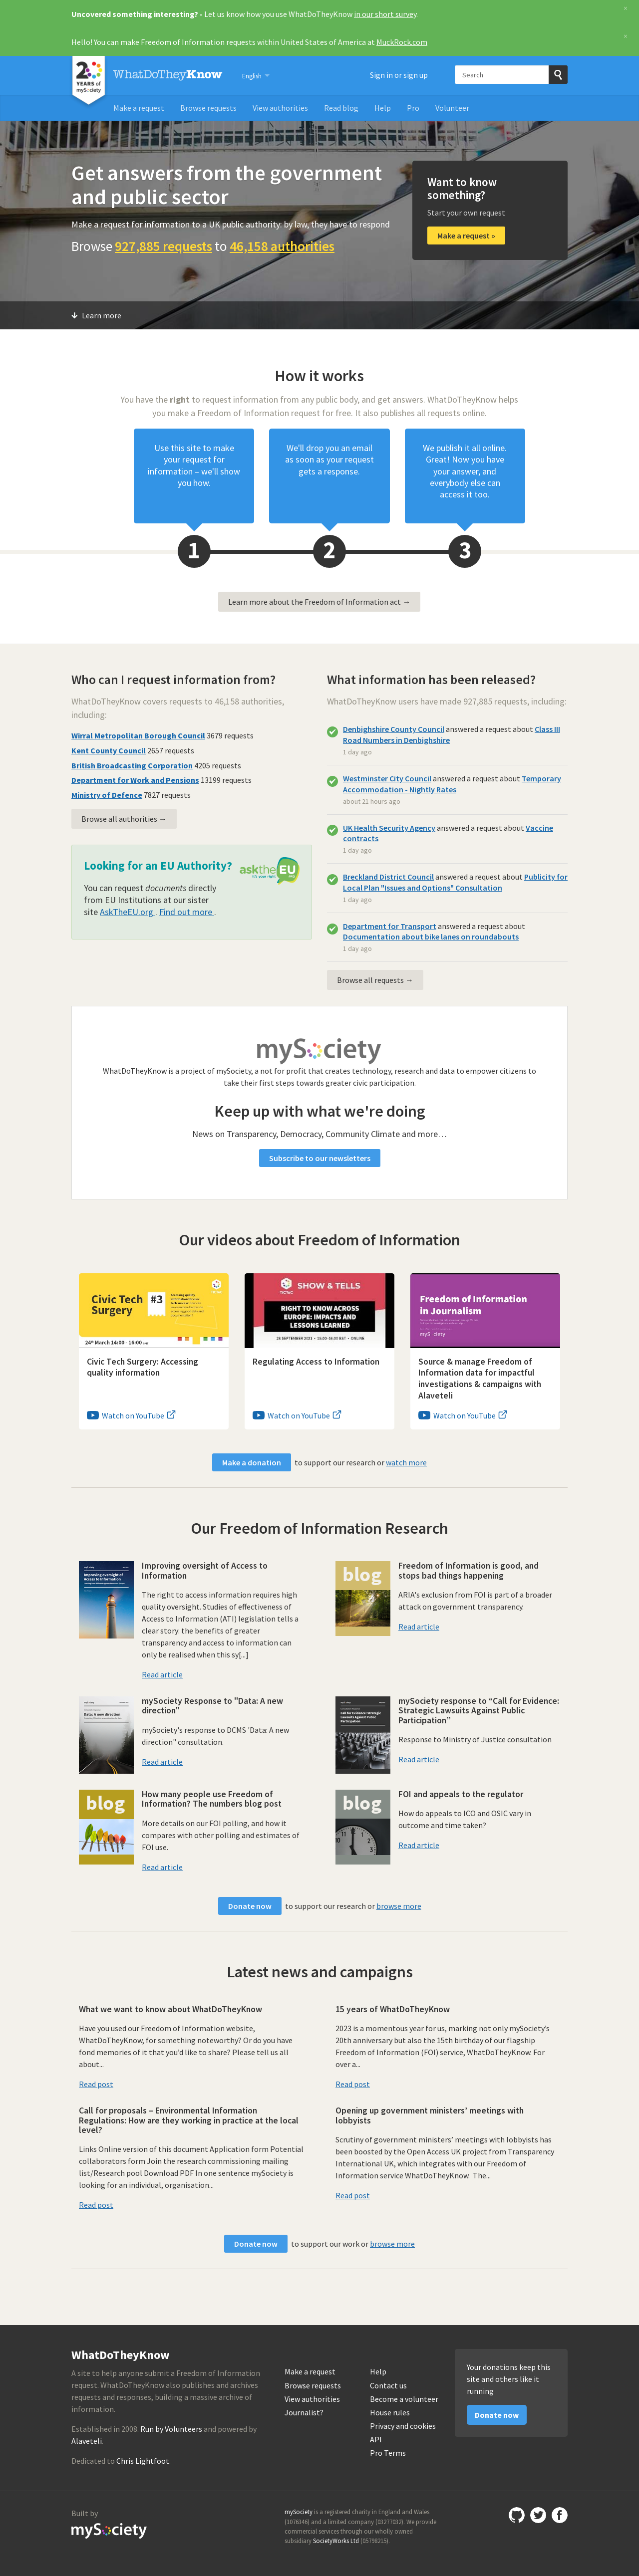 Uncovered something interesting? - Let us know how you use WhatDoTheyKnow in our short survey.
Hello! You can make Freedom of Information requests within United States of America at MuckRock.com
20
YEARS of
mySociety
WhatDoTheyKnow
English
Sign in or sign up
Search
Make a request
Browse requests
View authorities
Read blog
Help
Pro
Volunteer
Get answers from the government
and public sector
Make a request for information to a UK public authority: by law, they have to respond
Browse 927,885 requests to 46,158 authorities
Want to know
something?
Start your own request
Make a request »
Learn more
How it works
You have the right to request information from any public body, and get answers. WhatDoTheyKnow helps
you make a Freedom of Information request for free. It also publishes all requests online.
Use this site to make
your request for
information – we'll show
you how.
We'll drop you an email
as soon as your request
gets a response.
We publish it all online.
Great! Now you have
your answer, and
everybody else can
access it too.
1
2
3
Learn more about the Freedom of Information act →
Who can I request information from?
WhatDoTheyKnow covers requests to 46,158 authorities,
including:
Wirral Metropolitan Borough Council 3679 requests
Kent County Council 2657 requests
British Broadcasting Corporation 4205 requests
Department for Work and Pensions 13199 requests
Ministry of Defence 7827 requests
Browse all authorities →
Looking for an EU Authority?
asktheEU
it's your right
You can request documents directly
from EU Institutions at our sister
site AskTheEU.org . Find out more .
What information has been released?
WhatDoTheyKnow users have made 927,885 requests, including:
Denbighshire County Council answered a request about Class III
Road Numbers in Denbighshire
1 day ago
Westminster City Council answered a request about Temporary
Accommodation - Nightly Rates
about 21 hours ago
UK Health Security Agency answered a request about Vaccine
contracts
1 day ago
Breckland District Council answered a request about Publicity for
Local Plan "Issues and Options" Consultation
1 day ago
Department for Transport answered a request about
Documentation about bike lanes on roundabouts
1 day ago
Browse all requests →
mySociety
WhatDoTheyKnow is a project of mySociety, a not for profit that creates technology, research and data to empower citizens to
take their first steps towards greater civic participation.
Keep up with what we're doing
News on Transparency, Democracy, Community Climate and more…
Subscribe to our newsletters
Our videos about Freedom of Information
Civic Tech
Surgery
#3
24th March 14:00 - 16:00
Civic Tech Surgery: Accessing
quality information
Watch on YouTube
SHOW & TELLS
RIGHT TO KNOW ACROSS
EUROPE: IMPACTS AND
LESSONS LEARNED
Regulating Access to Information
Watch on YouTube
Freedom of Information
in Journalism
mySociety
Source & manage Freedom of
Information data for impactful
investigations & campaigns with
Alaveteli
Watch on YouTube
Make a donation to support our research or watch more
Our Freedom of Information Research
Improving oversight of
Access to Information
Improving oversight of Access to
Information
The right to access information requires high
quality oversight. Studies of effectiveness of
Access to Information (ATI) legislation tells a
clear story: the benefits of greater
transparency and access to information can
only be realised when this sy[...]
Read article
blog
Freedom of Information is good, and
stops bad things happening
ARIA's exclusion from FOI is part of a broader
attack on government transparency.
Read article
Data: A new direction
mySociety Response to "Data: A new
direction"
mySociety's response to DCMS 'Data: A new
direction" consultation.
Read article
Call for Evidence: Strategic
Lawsuits Against Public
Participation
mySociety response to “Call for Evidence:
Strategic Lawsuits Against Public
Participation”
Response to Ministry of Justice consultation
Read article
blog
How many people use Freedom of
Information? The numbers blog post
More details on our FOI polling, and how it
compares with other polling and estimates of
FOI use.
Read article
blog
FOI and appeals to the regulator
How do appeals to ICO and OSIC vary in
outcome and time taken?
Read article
Donate now to support our research or browse more
Latest news and campaigns
What we want to know about WhatDoTheyKnow
Have you used our Freedom of Information website,
WhatDoTheyKnow, for something noteworthy? Or do you have
fond memories of it that you’d like to share? Please tell us all
about...
Read post
15 years of WhatDoTheyKnow
2023 is a momentous year for us, marking not only mySociety’s
20th anniversary but also the 15th birthday of our flagship
Freedom of Information (FOI) service, WhatDoTheyKnow. For
over a...
Read post
Call for proposals – Environmental Information
Regulations: How are they working in practice at the local
level?
Links Online version of this document Application form Potential
collaborators form Join the research commissioning mailing
list/Research pool Download PDF In one sentence mySociety is
looking for an individual, organisation...
Read post
Opening up government ministers’ meetings with
lobbyists
Scrutiny of government ministers’ meetings with lobbyists has
been boosted by the Open Access UK project from Transparency
International UK, which integrates with our Freedom of
Information service WhatDoTheyKnow. The...
Read post
Donate now to support our work or browse more
WhatDoTheyKnow
A site to help anyone submit a Freedom of Information
request. WhatDoTheyKnow also publishes and archives
requests and responses, building a massive archive of
information.
Established in 2008. Run by Volunteers and powered by
Alaveteli.
Dedicated to Chris Lightfoot.
Make a request
Browse requests
View authorities
Journalist?
Help
Contact us
Become a volunteer
House rules
Privacy and cookies
API
Pro Terms
Your donations keep this
site and others like it
running
Donate now
Built by
mySociety
mySociety is a registered charity in England and Wales
(1076346) and a limited company (03277032). We provide
commercial services through our wholly owned
subsidiary SocietyWorks Ltd (05798215).